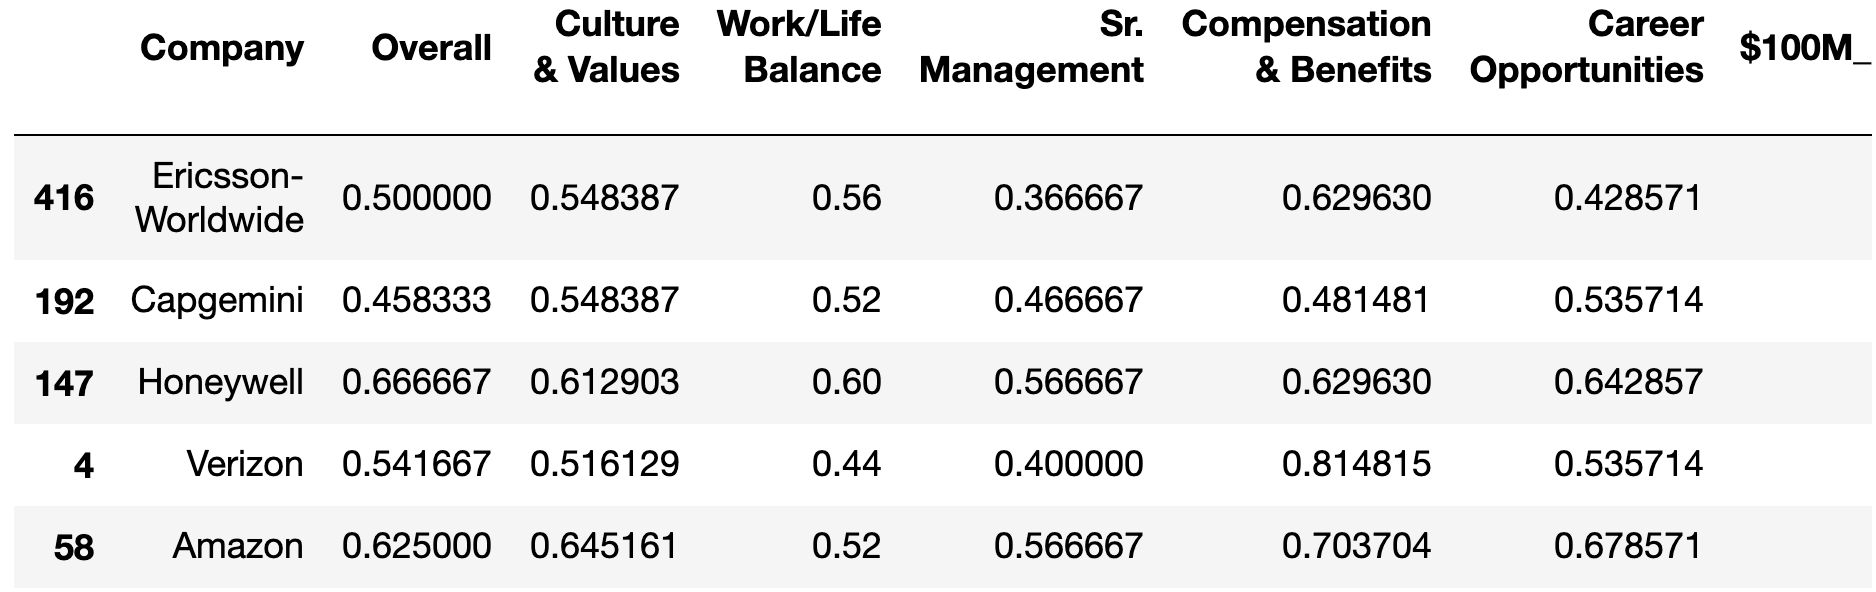 Company Overall Culture & Values Work/Life Balance Sr. Management Compensation & Benefits Career Opportunities $100M_
416 Ericsson-Worldwide 0.500000 0.548387 0.56 0.366667 0.629630 0.428571
192 Capgemini 0.458333 0.548387 0.52 0.466667 0.481481 0.535714
147 Honeywell 0.666667 0.612903 0.60 0.566667 0.629630 0.642857
4 Verizon 0.541667 0.516129 0.44 0.400000 0.814815 0.535714
58 Amazon 0.625000 0.645161 0.52 0.566667 0.703704 0.678571